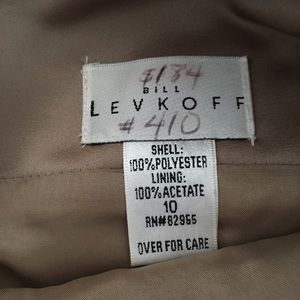 $184
BILL
LEVKOFF
#410
SHELL:
100%POLYESTER
LINING:
100%ACETATE
10
RN#82955
OVER FOR CARE